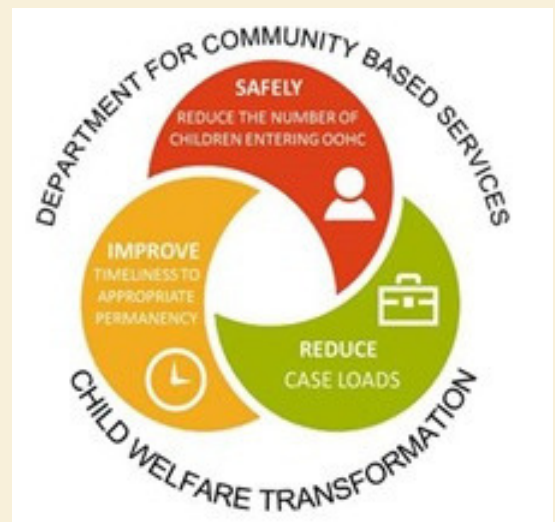 DEPARTMENT FOR COMMUNITY BASED SERVICES
SAFELY
REDUCE THE NUMBER OF
CHILDREN ENTERING OOHC
IMPROVE
TIMELINESS TO
APPROPRIATE
PERMANENCY
REDUCE
CASE LOADS
CHILD WELFARE TRANSFORMATION